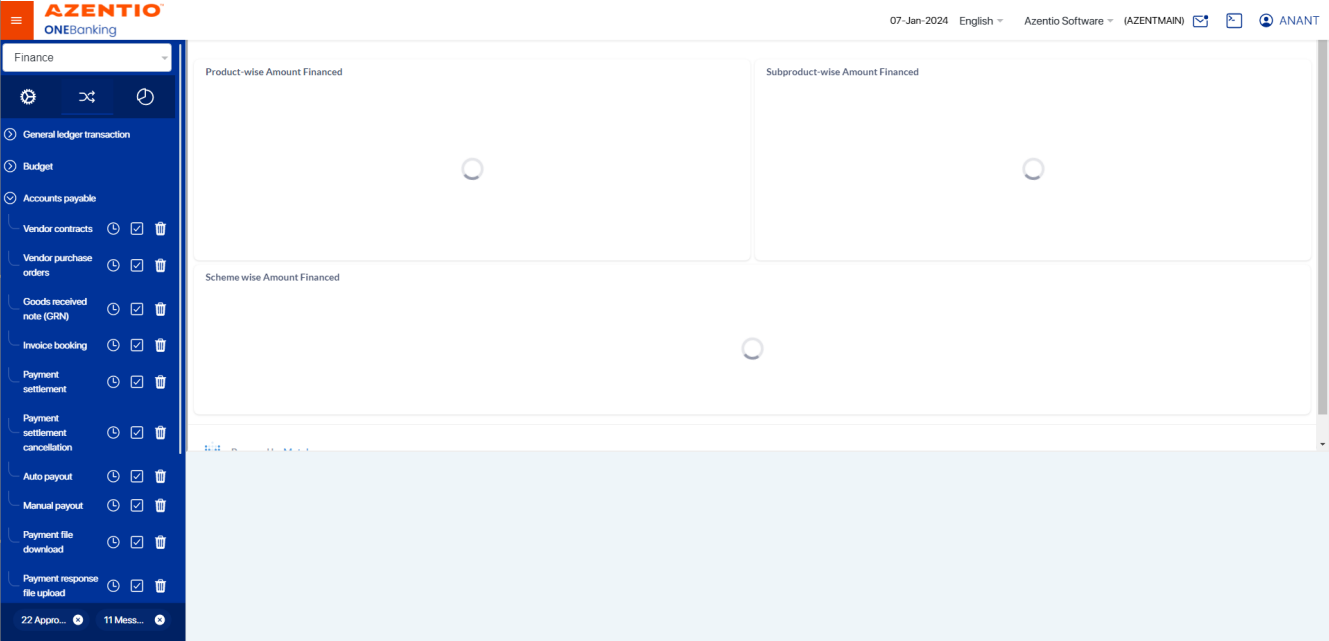 AZENTIO
ONEBanking
07-Jan-2024 English Azentio Software (AZENTMAIN) ANANT
Finance
General ledger transaction
Budget
Accounts payable
Vendor contracts
Vendor purchase
orders
Goods received
note (GRN)
Invoice booking
Payment
settlement
Payment
settlement
cancellation
Auto payout
Manual payout
Payment file
download
Payment response
file upload
22 Appro... 11 Mess...
Product-wise Amount Financed
Subproduct-wise Amount Financed
Scheme wise Amount Financed